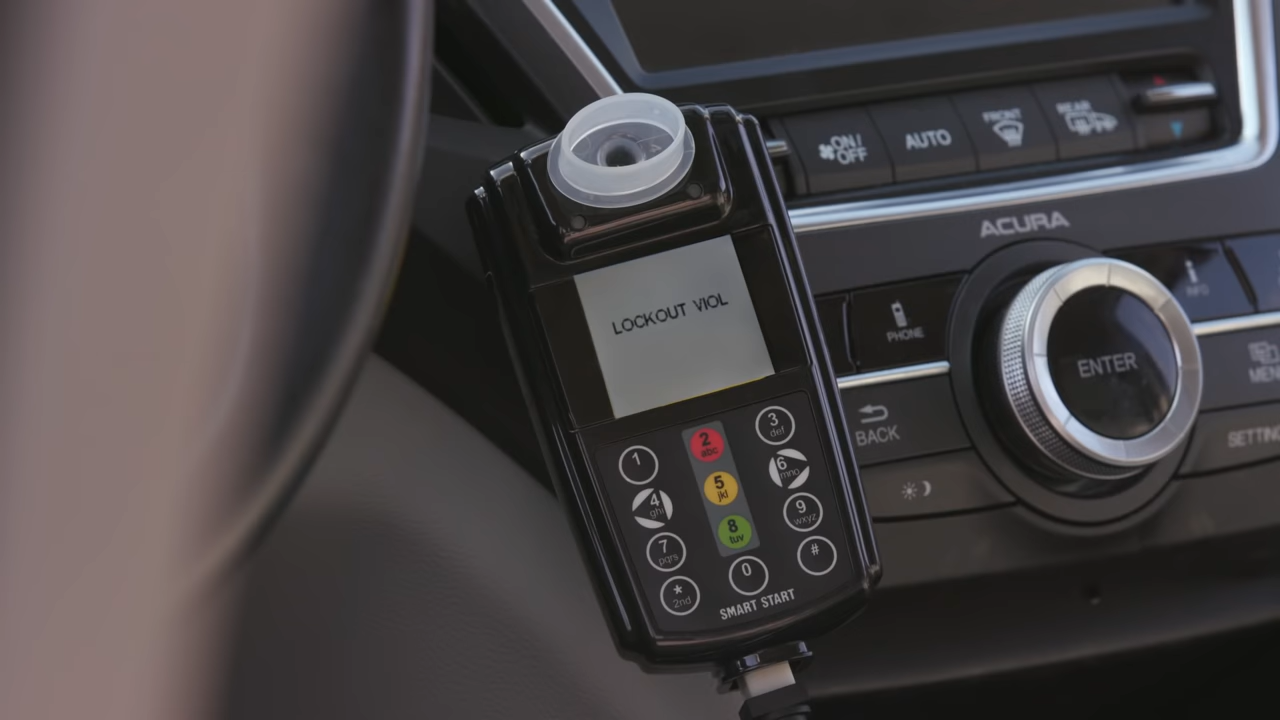 ON/
OFF
AUTO
FRONT
REAR
ACURA
LOCKOUT VIOL
PHONE
INFO
ENTER
MENU
BACK
SETTING
1
2
abc
3
def
4
ghi
5
jkl
6
mno
7
pqrs
8
tuv
9
wxyz
*
2nd
0
#
SMART START